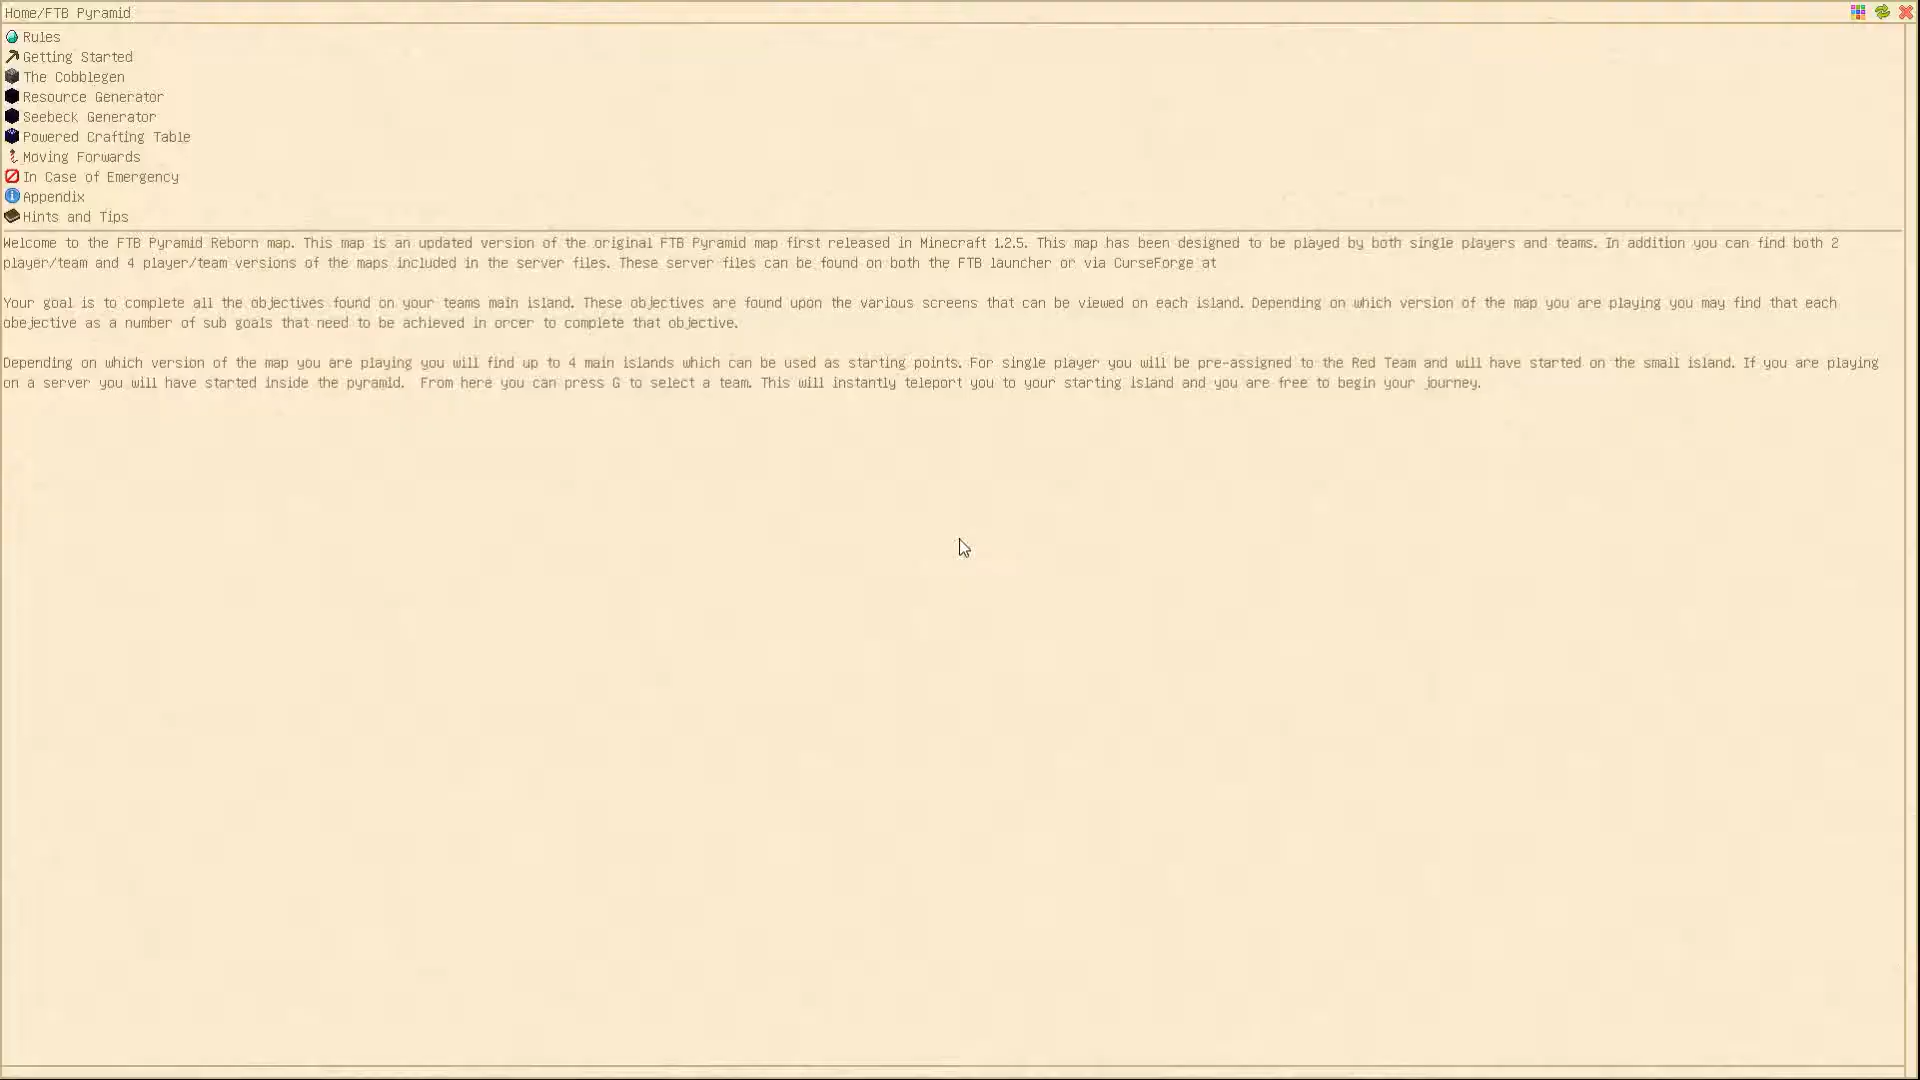 Home/FTB Pyramid
Rules
Getting Started
The Cobblegen
Resource Generator
Seebeck Generator
Powered Crafting Table
Moving Forwards
In Case of Emergency
Appendix
Hints and Tips
Welcome to the FTB Pyramid Reborn map. This map is an updated version of the original FTB Pyramid map first released in Minecraft 1.2.5. This map has been designed to be played by both single players and teams. In addition you can find both 2
player/team and 4 player/team versions of the maps included in the server files. These server files can be found on both the FTB launcher or via CurseForge at
Your goal is to complete all the objectives found on your teams main island. These objectives are found upon the various screens that can be viewed on each island. Depending on which version of the map you are playing you may find that each
obejective as a number of sub goals that need to be achieved in orcer to complete that objective.
Depending on which version of the map you are playing you will find up to 4 main islands which can be used as starting points. For single player you will be pre-assigned to the Red Team and will have started on the small island. If you are playing
on a server you will have started inside the pyramid.  From here you can press G to select a team. This will instantly teleport you to your starting island and you are free to begin your journey.